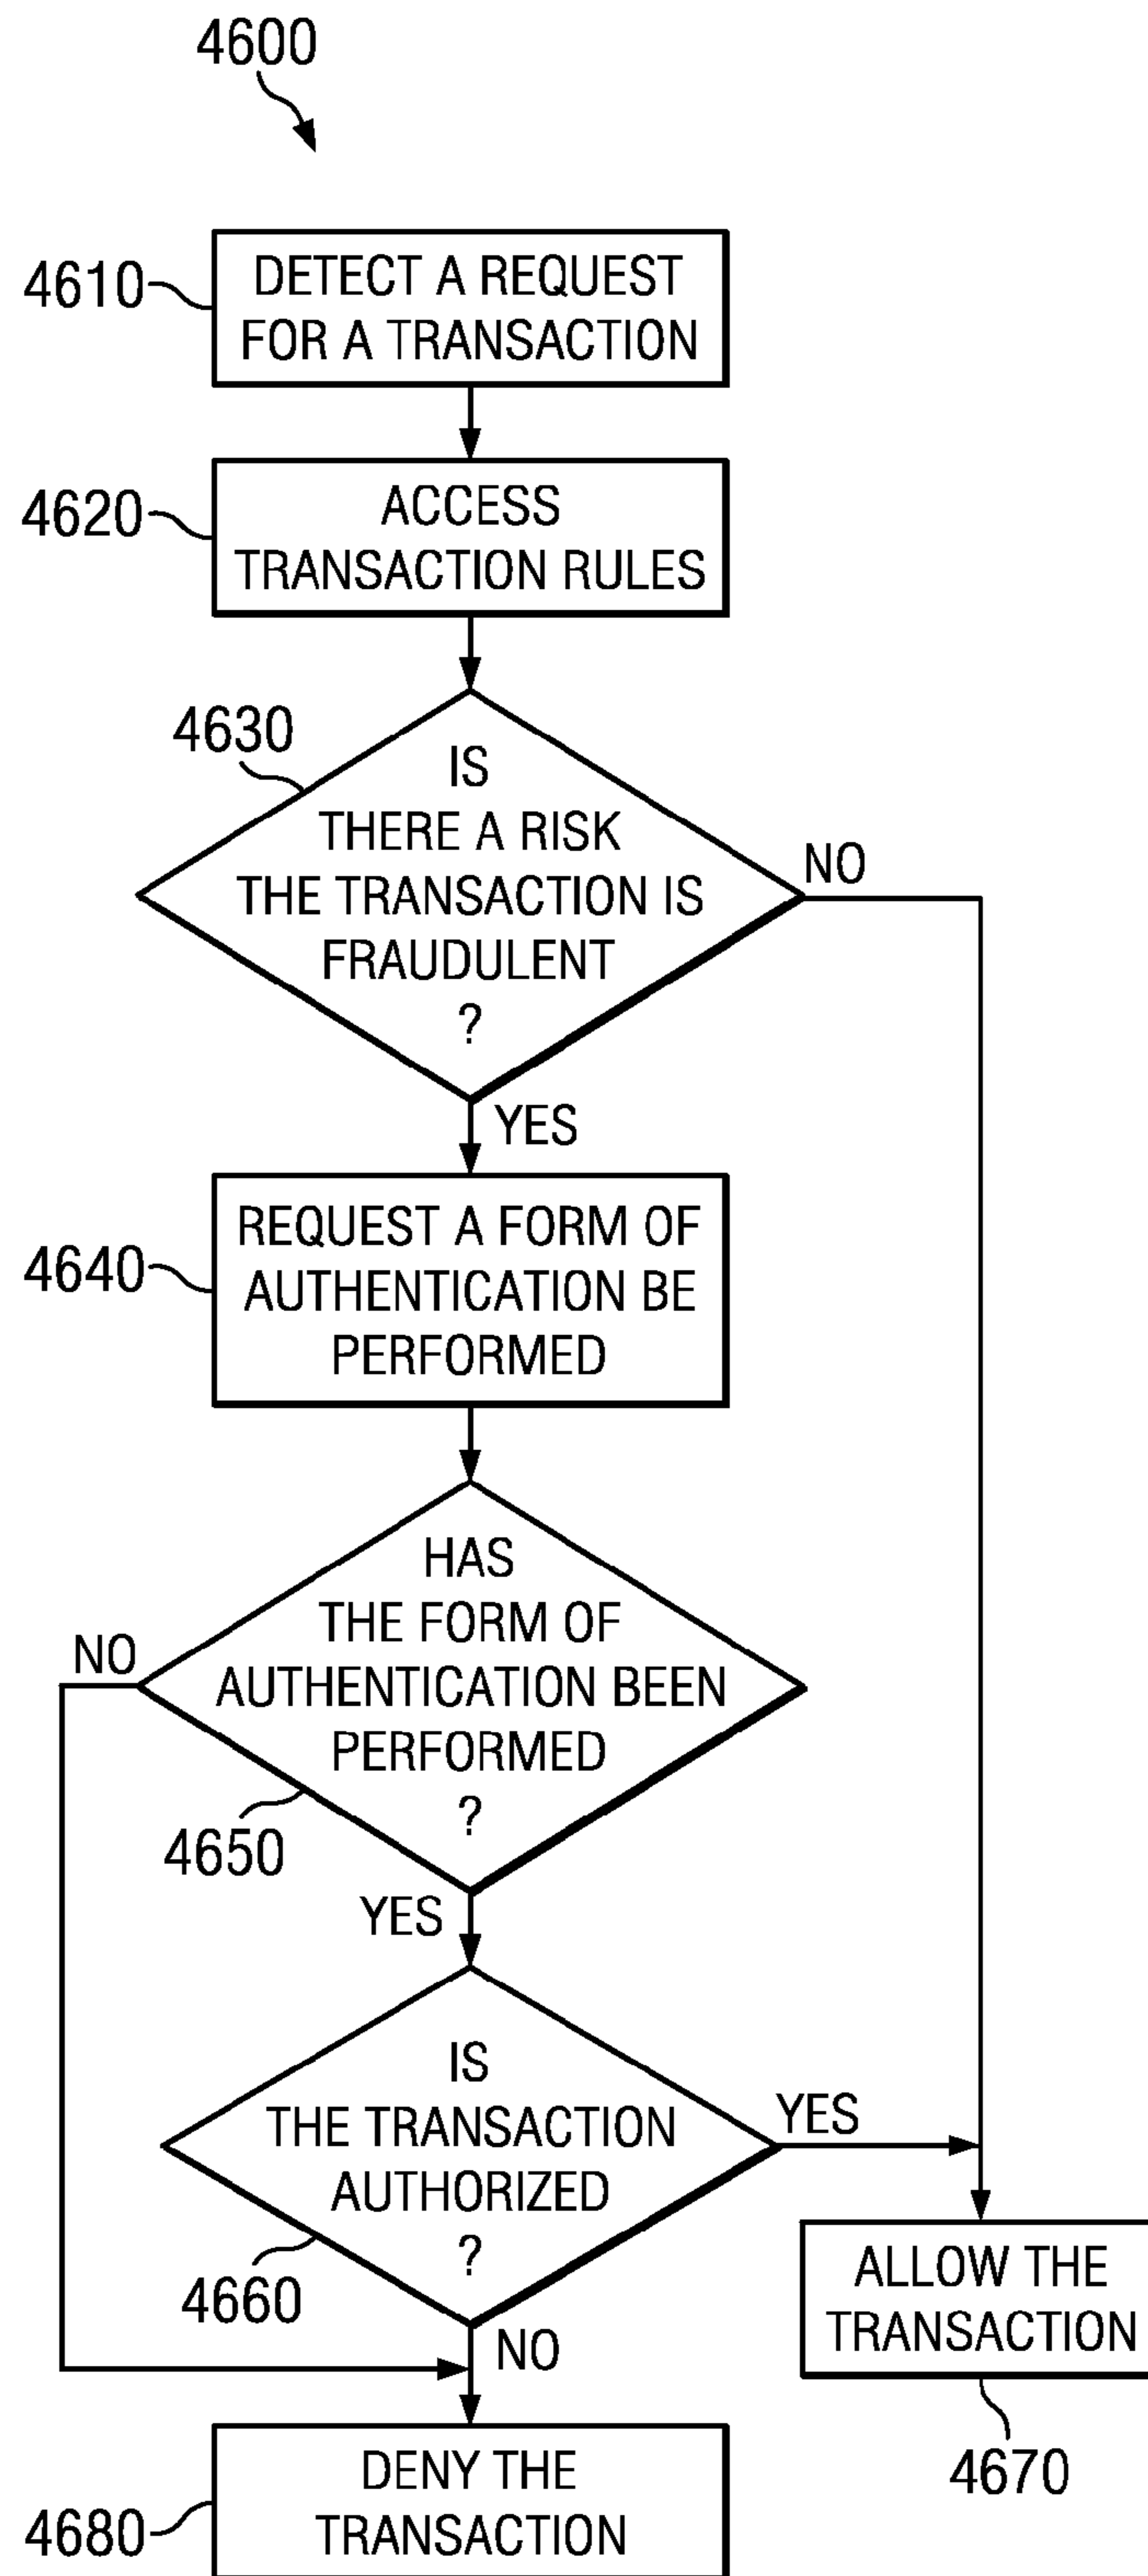 4600
4610
DETECT A REQUEST
FOR A TRANSACTION
4620
ACCESS
TRANSACTION RULES
4630
IS
THERE A RISK
THE TRANSACTION IS
FRAUDULENT
?
NO
YES
4640
REQUEST A FORM OF
AUTHENTICATION BE
PERFORMED
HAS
THE FORM OF
AUTHENTICATION BEEN
PERFORMED
?
NO
4650
YES
IS
THE TRANSACTION
AUTHORIZED
?
YES
4660
NO
ALLOW THE
TRANSACTION
4670
DENY THE
TRANSACTION
4680